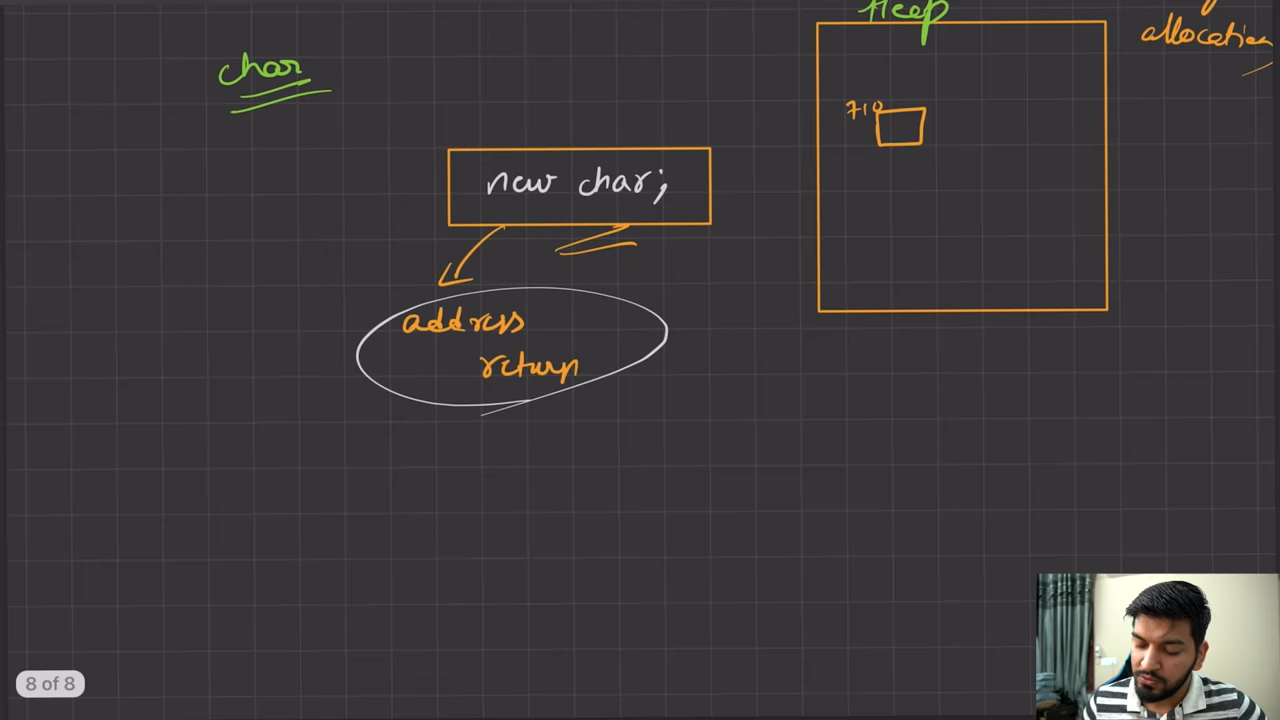 Heap
allocation
char
710
new char;
address
return
8 of 8